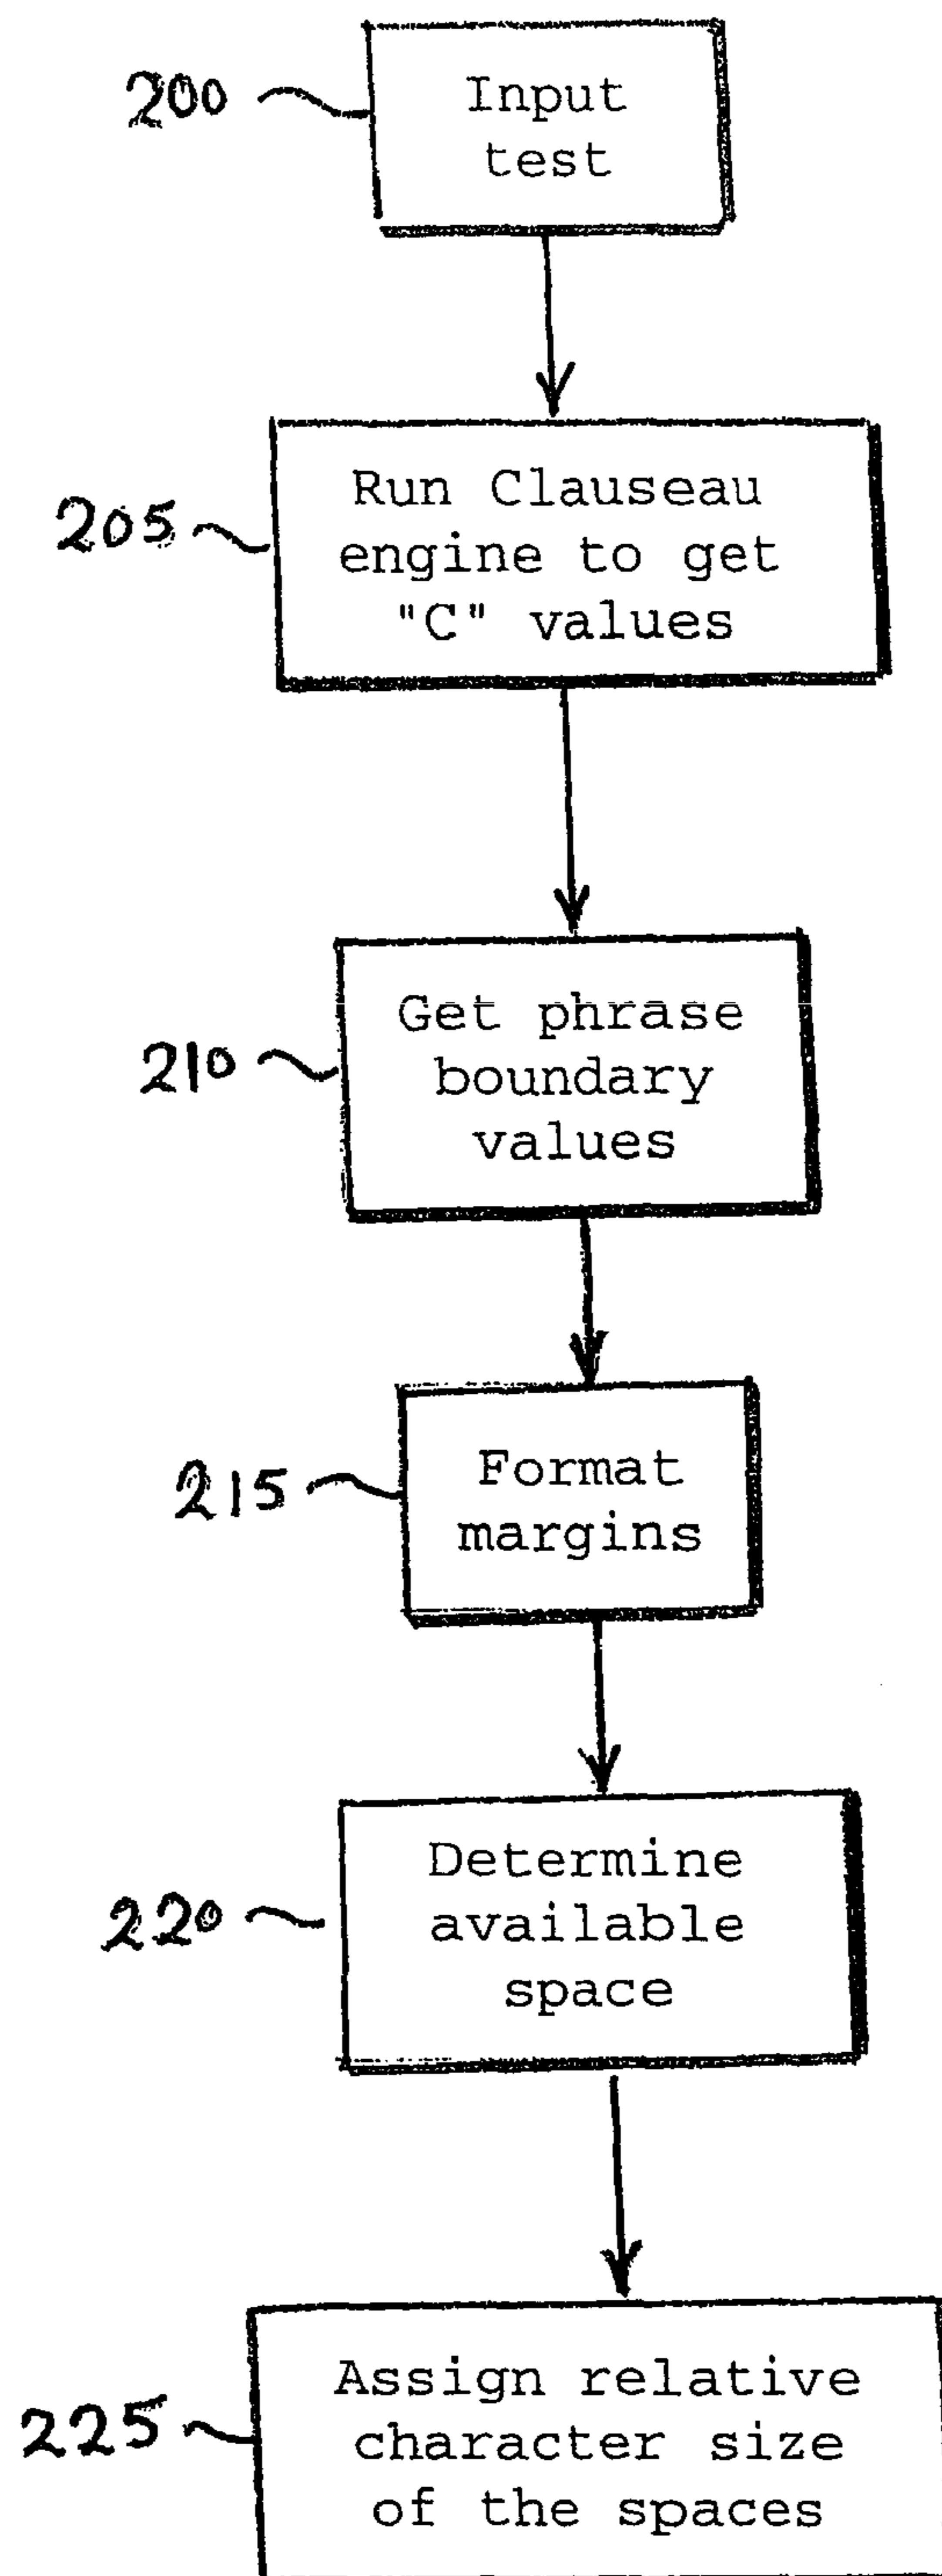 200
Input
test
205
Run Clauseau
engine to get
"C" values
210
Get phrase
boundary
values
215
Format
margins
220
Determine
available
space
225
Assign relative
character size
of the spaces